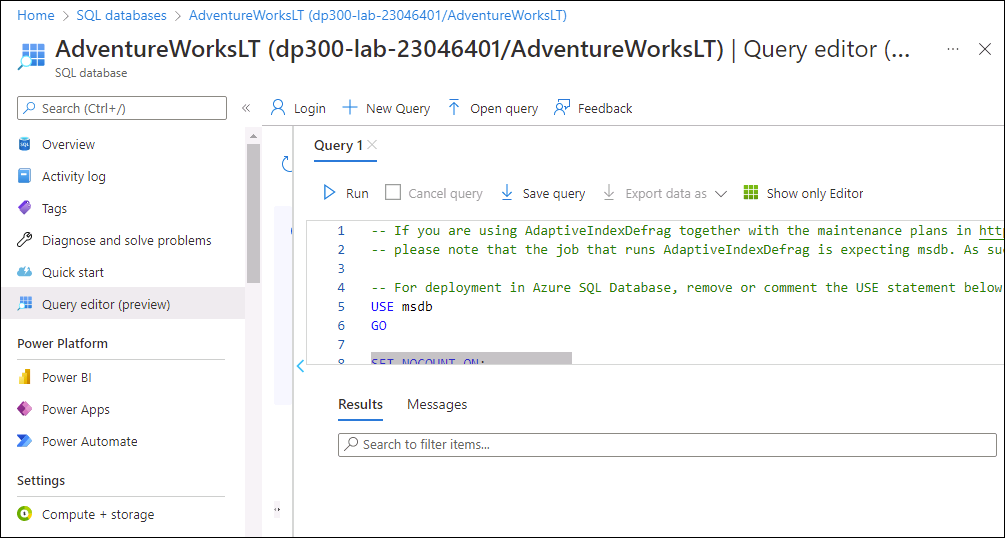 Home > SQL databases > AdventureWorksLT (dp300-lab-23046401/AdventureWorksLT)
AdventureWorksLT (dp300-lab-23046401/AdventureWorksLT) | Query editor (...
SQL database
Search (Ctrl+/)
Overview
Activity log
Tags
Diagnose and solve problems
Quick start
Query editor (preview)
Power Platform
Power BI
Power Apps
Power Automate
Settings
Compute + storage
Login
New Query
Open query
Feedback
Query 1
Run
Cancel query
Save query
Export data as
Show only Editor
1 -- If you are using AdaptiveIndexDefrag together with the maintenance plans in htt
2 -- please note that the job that runs AdaptiveIndexDefrag is expecting msdb. As su
3
4 -- For deployment in Azure SQL Database, remove or comment the USE statement below
5 USE msdb
6 GO
7
8 SET NOCOUNT ON;
Results
Messages
Search to filter items...